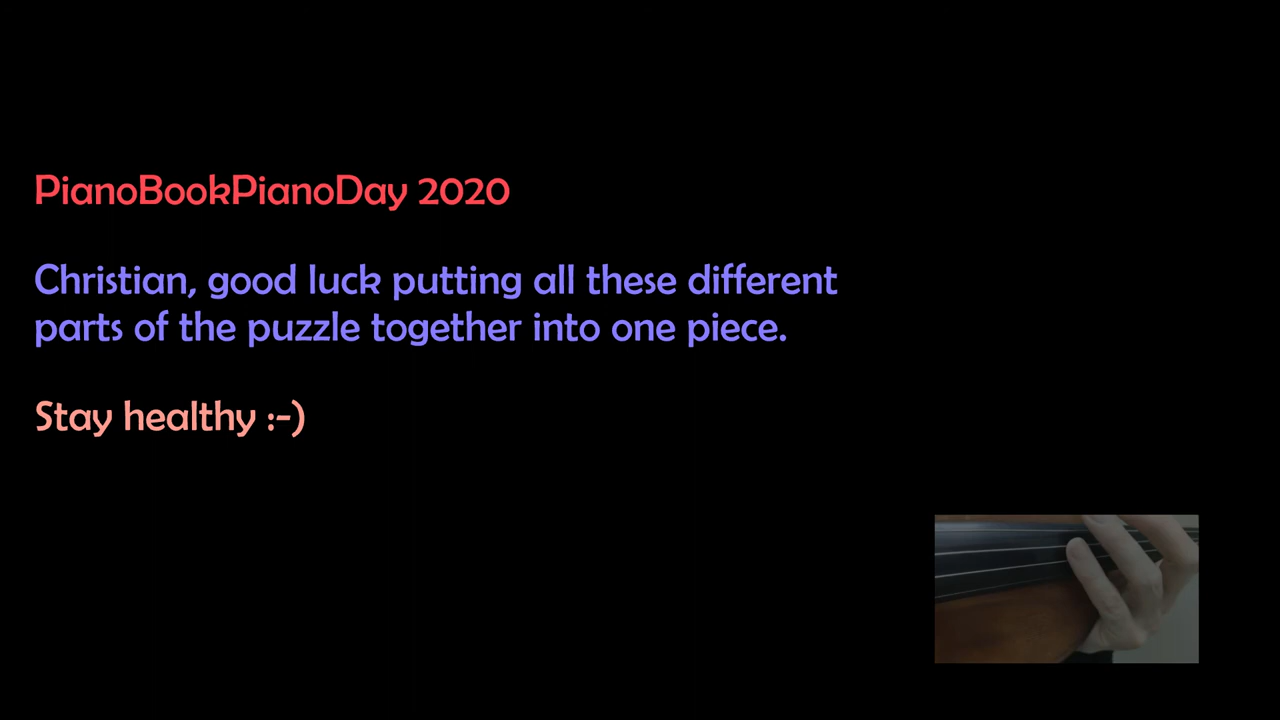 PianoBookPianoDay 2020
Christian, good luck putting all these different
parts of the puzzle together into one piece.
Stay healthy :-)